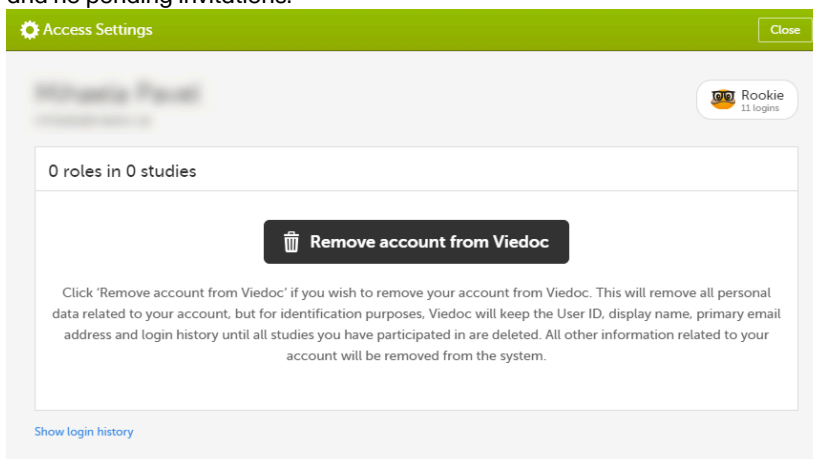 and no pending invitations.
Access Settings
Close
Rookie
11 logins
0 roles in 0 studies
Remove account from Viedoc
Click 'Remove account from Viedoc' if you wish to remove your account from Viedoc. This will remove all personal
data related to your account, but for identification purposes, Viedoc will keep the User ID, display name, primary email
address and login history until all studies you have participated in are deleted. All other information related to your
account will be removed from the system.
Show login history